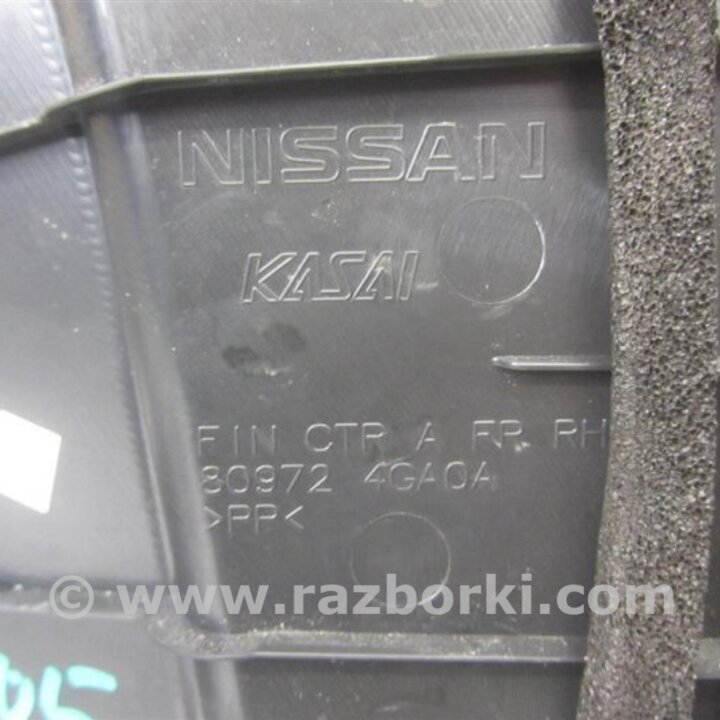 NISSAN
KASAI
FIN CTR A FR RH
80972 4GA0A
>PP<
© www.razborki.com